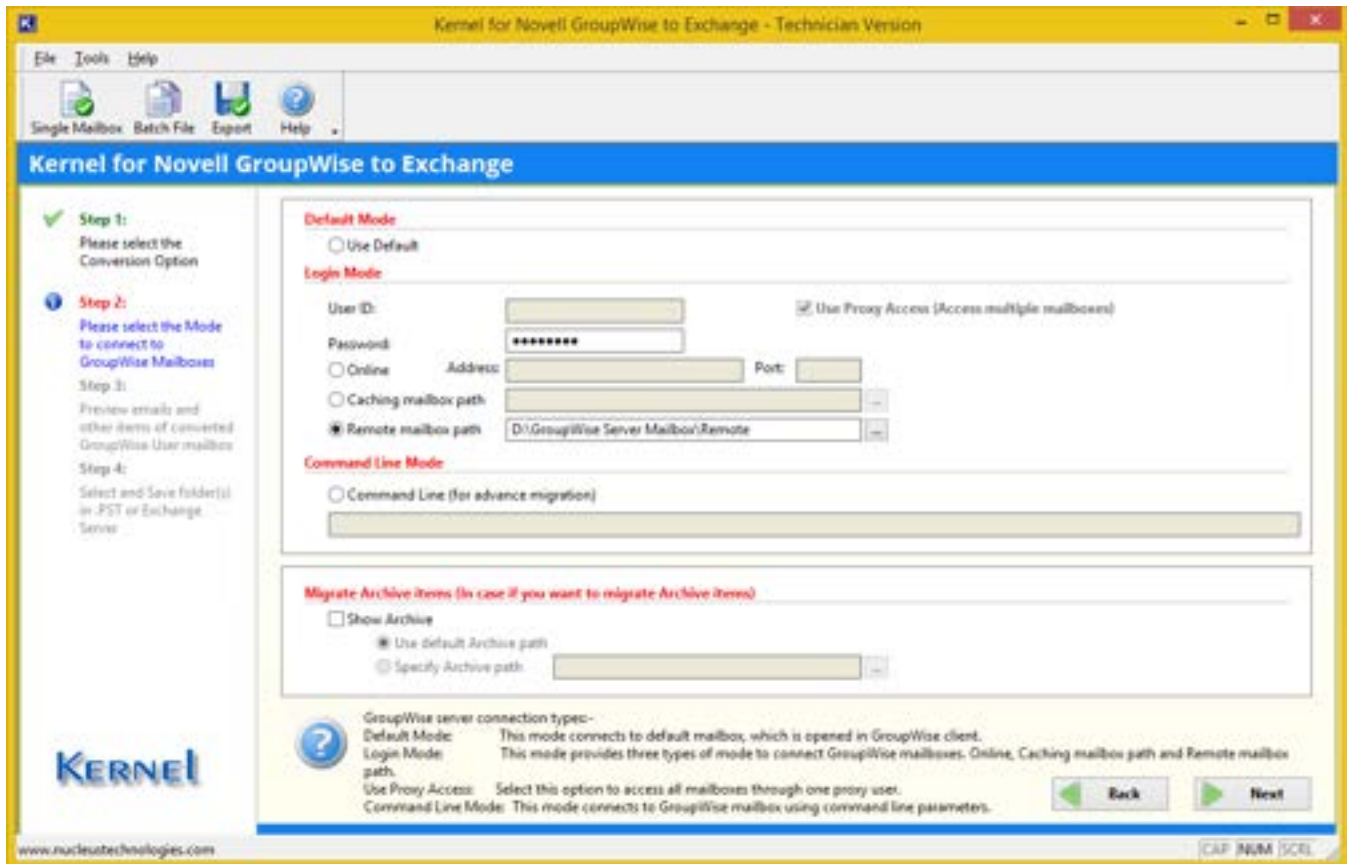 Kernel for Novell GroupWise to Exchange - Technician Version
File Tools Help
Single Mailbox Batch File Export Help
Kernel for Novell GroupWise to Exchange
Step 1:
Please select the
Conversion Option
Step 2:
Please select the Mode
to connect to
GroupWise Mailboxes
Step 3:
Preview emails and
other items of converted
GroupWise User mailbox
Step 4:
Select and Save folder(s)
in .PST or Exchange
Server
Default Mode
Use Default
Login Mode
User ID: Use Proxy Access (Access multiple mailboxes)
Password: ••••••••
Online Address: Port:
Caching mailbox path ...
Remote mailbox path D:\GroupWise Server Mailbox\Remote ...
Command Line Mode
Command Line (for advance migration)
Migrate Archive items (In case if you want to migrate Archive items)
Show Archive
Use default Archive path
Specify Archive path ...
GroupWise server connection types:-
Default Mode: This mode connects to default mailbox, which is opened in GroupWise client.
Login Mode: This mode provides three types of mode to connect GroupWise mailboxes. Online, Caching mailbox path and Remote mailbox
path.
Use Proxy Access: Select this option to access all mailboxes through one proxy user.
Command Line Mode: This mode connects to GroupWise mailbox using command line parameters.
Back Next
KERNEL
www.nucleustechnologies.com CAP NUM SCRL